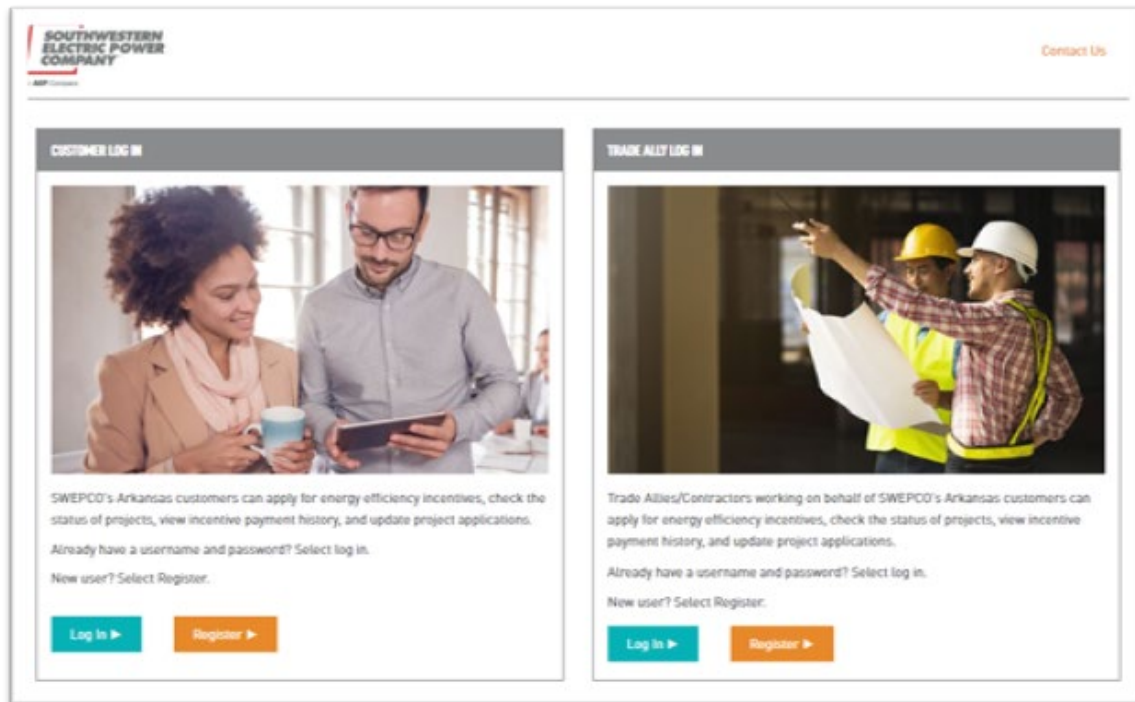 SOUTHWESTERN
ELECTRIC POWER
COMPANY
AEP Company
Contact Us
CUSTOMER LOG IN
SWEPCO's Arkansas customers can apply for energy efficiency incentives, check the
status of projects, view incentive payment history, and update project applications.
Already have a username and password? Select log in.
New user? Select Register.
Log In ▶
Register ▶
TRADE ALLY LOG IN
Trade Allies/Contractors working on behalf of SWEPCO's Arkansas customers can
apply for energy efficiency incentives, check the status of projects, view incentive
payment history, and update project applications.
Already have a username and password? Select log in.
New user? Select Register.
Log In ▶
Register ▶